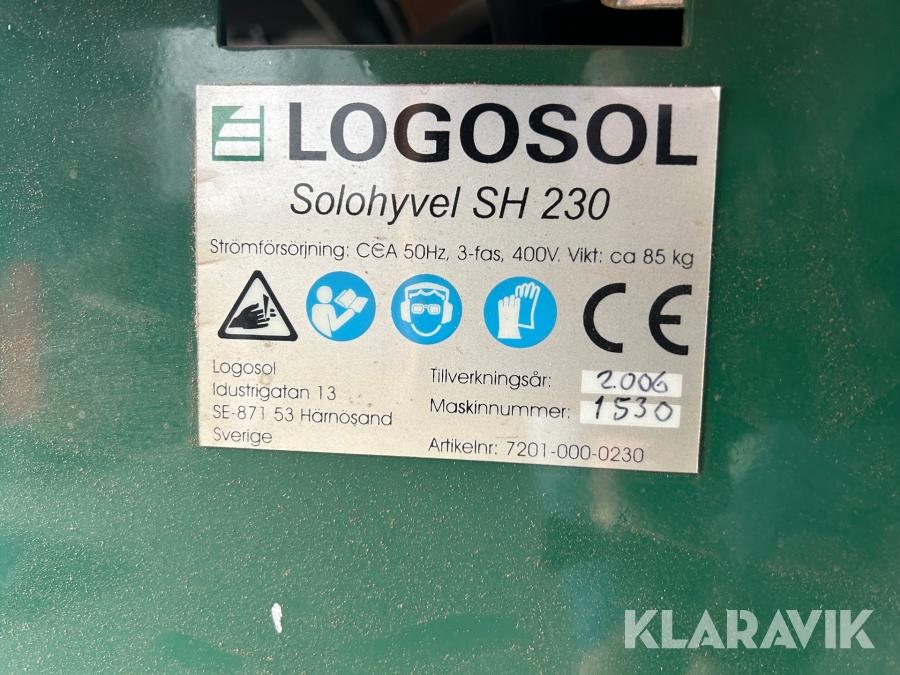 LOGOSOL
Solohyvel SH 230
Strömförsörjning: CEA 50Hz, 3-fas, 400V. Vikt: ca 85 kg
CE
Logosol
Idustrigatan 13
SE-871 53 Härnösand
Sverige
Tillverkningsår: 2006
Maskinnummer: 1530
Artikelnr: 7201-000-0230
KLARAVIK